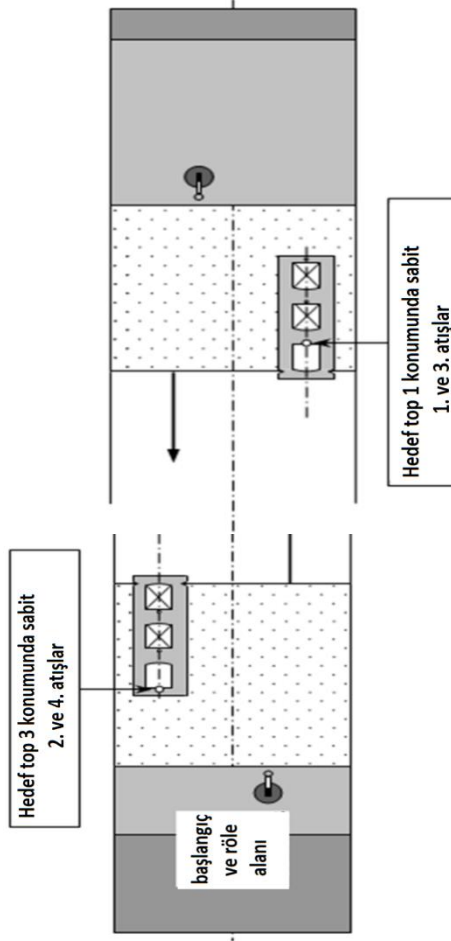 Hedef top 3 konumunda sabit
2. ve 4. atışlar
başlangıç
ve röle
alanı
Hedef top 1 konumunda sabit
1. ve 3. atışlar